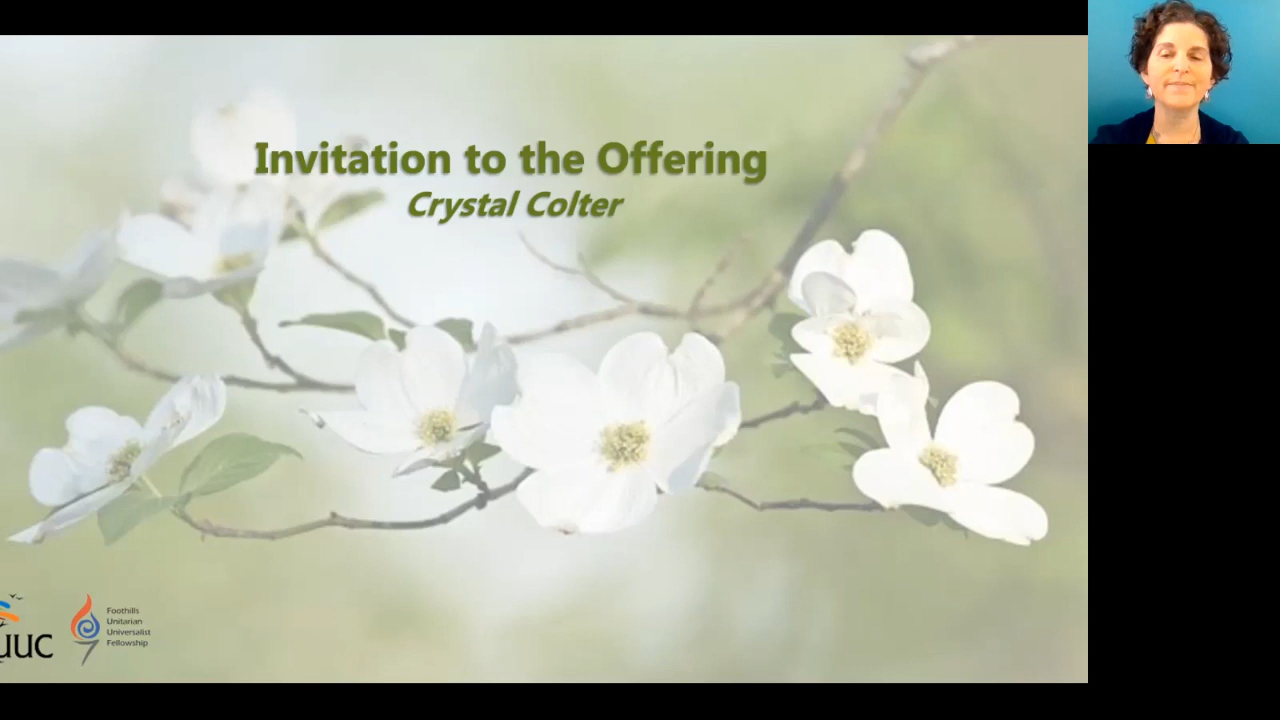 Invitation to the Offering
Crystal Colter
UUC
Foothills
Unitarian
Universalist
Fellowship